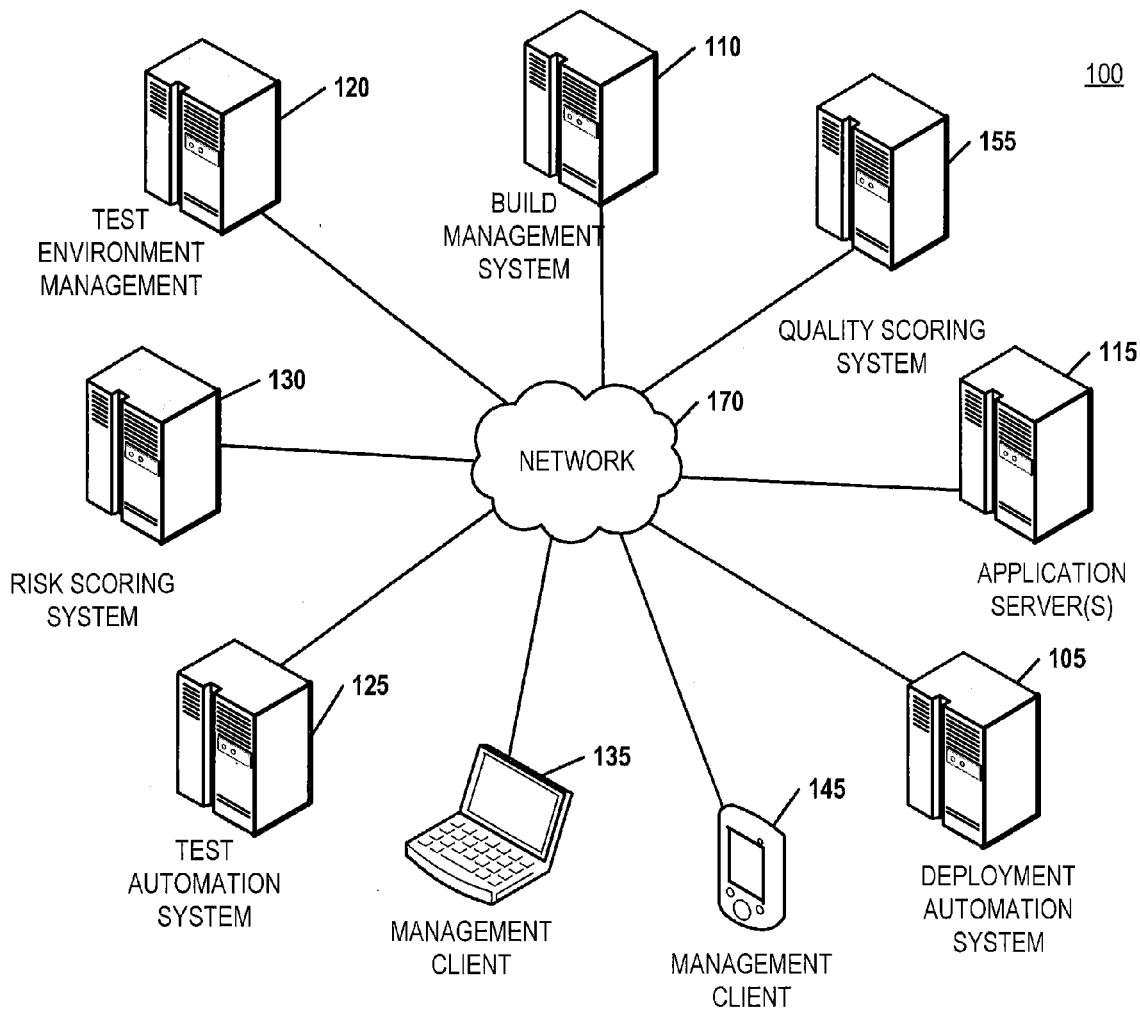 110
100
120
155
TEST
ENVIRONMENT
MANAGEMENT
BUILD
MANAGEMENT
SYSTEM
QUALITY SCORING
SYSTEM
115
130
170
NETWORK
RISK SCORING
SYSTEM
APPLICATION
SERVER(S)
125
135
145
105
TEST
AUTOMATION
SYSTEM
MANAGEMENT
CLIENT
MANAGEMENT
CLIENT
DEPLOYMENT
AUTOMATION
SYSTEM